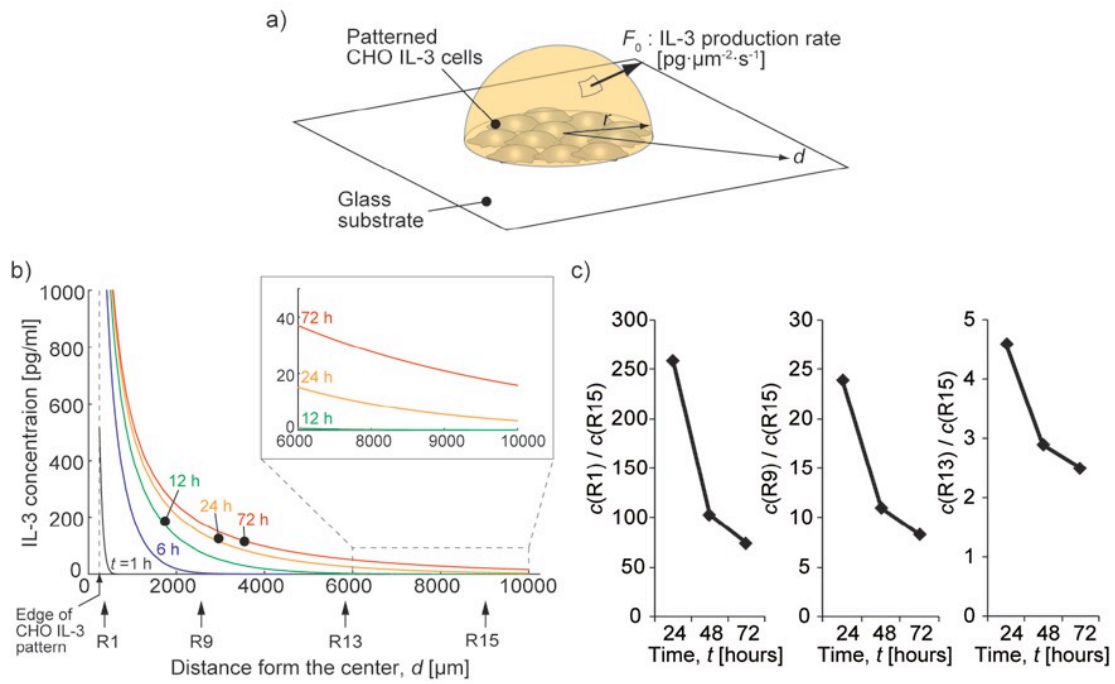 a)
Patterned
CHO IL-3 cells
F0 : IL-3 production rate
[pg·μm-2·s-1]
r
d
Glass
substrate
b)
IL-3 concentraion [pg/ml]
1000
800
600
400
200
0
40
20
0
72 h
24 h
12 h
6000 8000 9000 10000
12 h
24 h
72 h
6 h
t = 1 h
0 2000 4000 6000 8000 10000
Edge of
CHO IL-3
pattern
R1 R9 R13 R15
Distance form the center, d [μm]
c)
c(R1) / c(R15)
300
250
200
150
100
50
0
24 48 72
Time, t [hours]
c(R9) / c(R15)
30
25
20
15
10
5
0
24 48 72
Time, t [hours]
c(R13) / c(R15)
5
4
3
2
1
0
24 48 72
Time, t [hours]